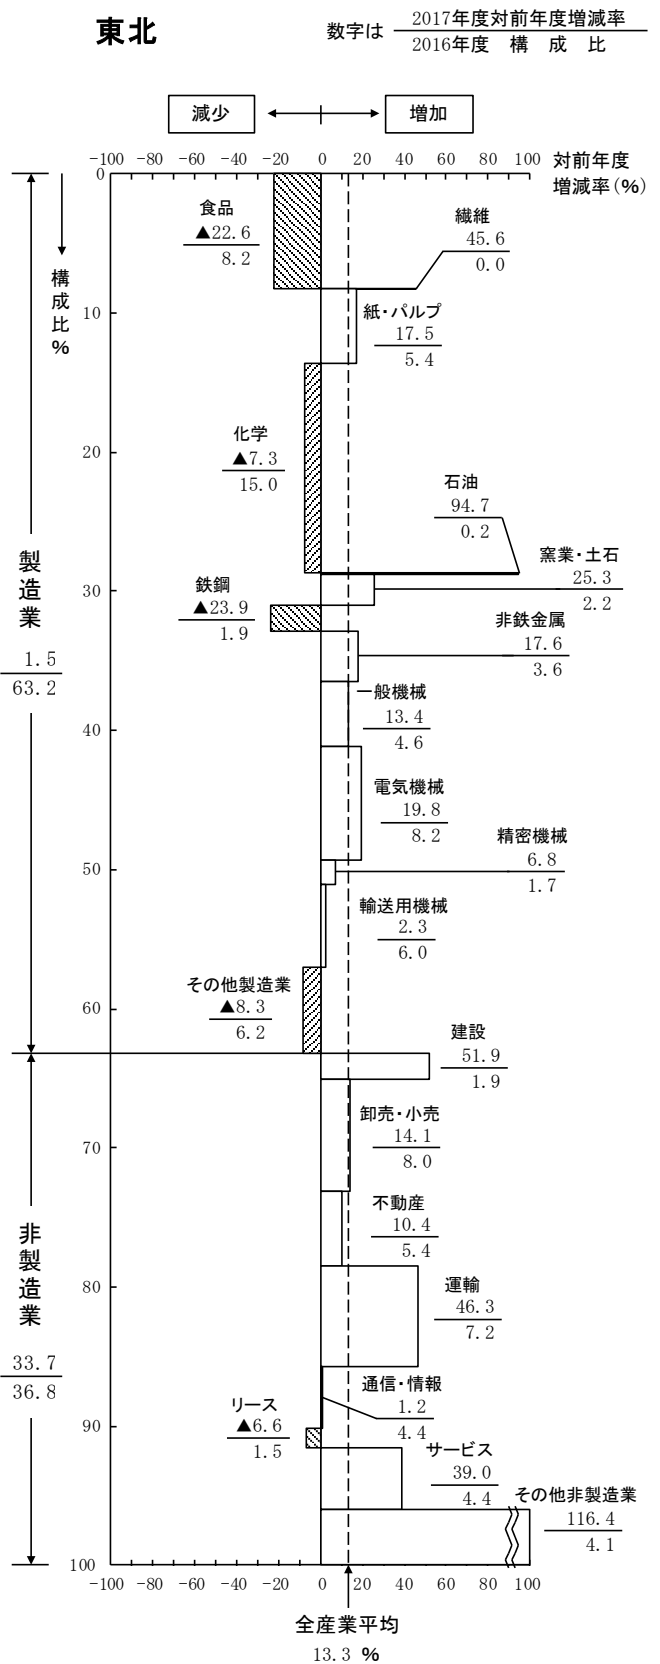 東北
数字は
2017年度対前年度増減率
2016年度 構 成 比
減少
増加
-100 -80 -60 -40 -20 0 20 40 60 80 100
対前年度
増減率(%)
0
10
20
30
40
50
60
70
80
90
100
構成比%
食品
▲22.6
8.2
繊維
45.6
0.0
紙・パルプ
17.5
5.4
化学
▲7.3
15.0
石油
94.7
0.2
窯業・土石
25.3
2.2
鉄鋼
▲23.9
1.9
非鉄金属
17.6
3.6
製造業
1.5
63.2
一般機械
13.4
4.6
電気機械
19.8
8.2
精密機械
6.8
1.7
輸送用機械
2.3
6.0
その他製造業
▲8.3
6.2
建設
51.9
1.9
卸売・小売
14.1
8.0
不動産
10.4
5.4
非製造業
33.7
36.8
運輸
46.3
7.2
通信・情報
1.2
4.4
リース
▲6.6
1.5
サービス
39.0
4.4
その他非製造業
116.4
4.1
-100 -80 -60 -40 -20 0 20 40 60 80 100
全産業平均
13.3 %